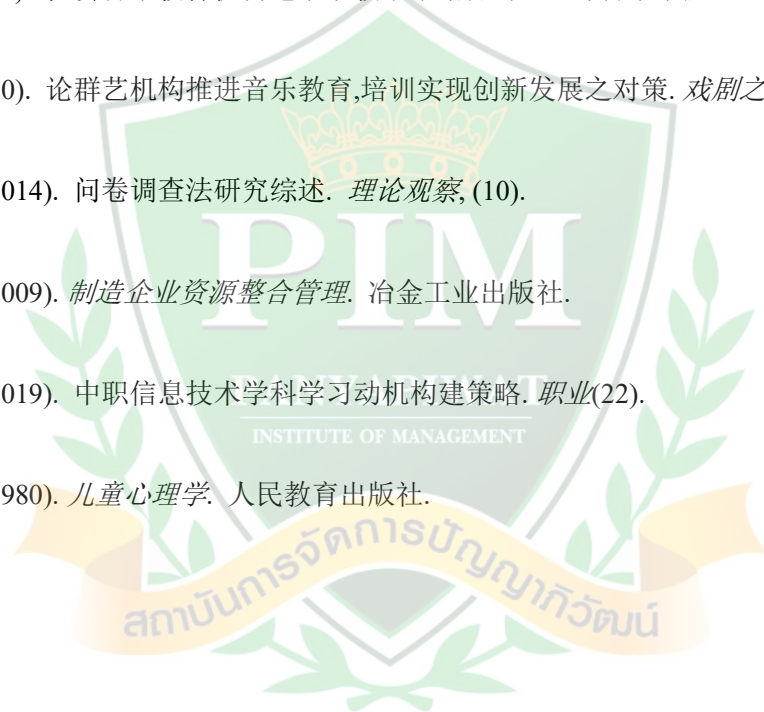 0). 论群艺机构推进音乐教育,培训实现创新发展之对策. 戏剧之
014). 问卷调查法研究综述. 理论观察, (10).
PIM
009). 制造企业资源整合管理. 冶金工业出版社.
019). 中职信息技术学科学习动机构建策略. 职业(22).
INSTITUTE OF MANAGEMENT
980). 儿童心理学. 人民教育出版社.
สถาบันการจัดการปัญญาภิวัฒน์